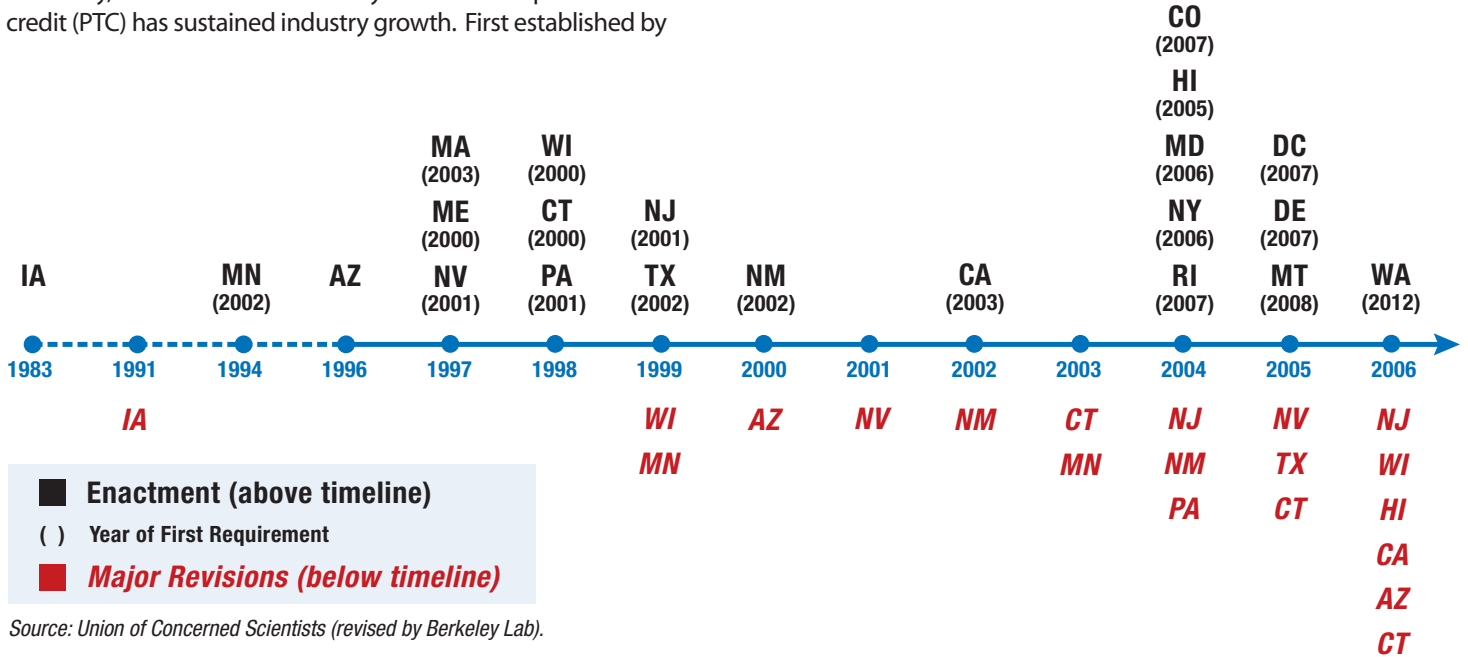 credit (PTC) has sustained industry growth. First established by
CO
(2007)
HI
(2005)
MA WI MD DC
(2003) (2000) (2006) (2007)
ME CT NJ NY DE
(2000) (2000) (2001) (2006) (2007)
IA MN AZ NV PA TX NM CA RI MT WA
(2002) (2001) (2001) (2002) (2002) (2003) (2007) (2008) (2012)
1983 1991 1994 1996 1997 1998 1999 2000 2001 2002 2003 2004 2005 2006
IA WI AZ NV NM CT NJ NV NJ
MN MN NM TX WI
PA CT HI
CA
AZ
CT
Enactment (above timeline)
( ) Year of First Requirement
Major Revisions (below timeline)
Source: Union of Concerned Scientists (revised by Berkeley Lab).